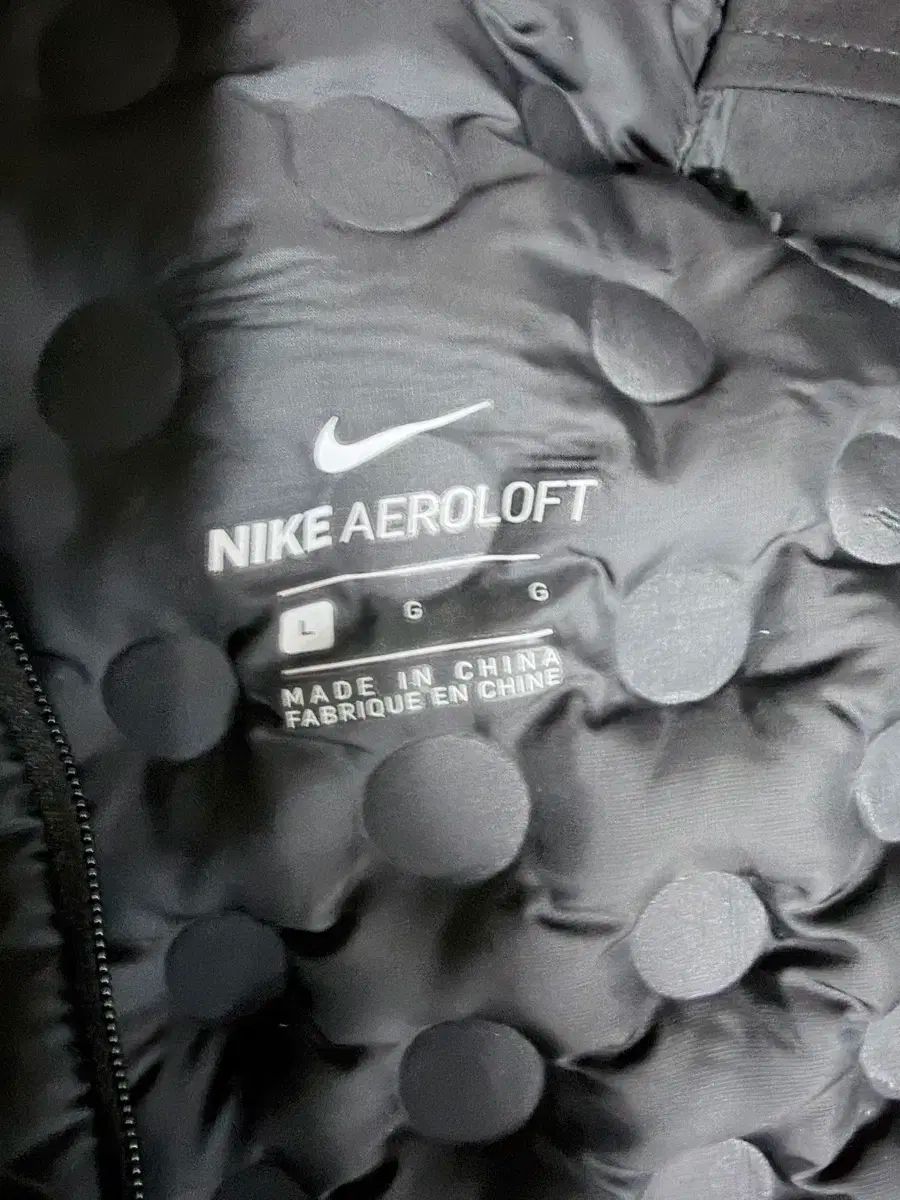 NIKE AEROLOFT
L G G
MADE IN CHINA
FABRIQUE EN CHINE